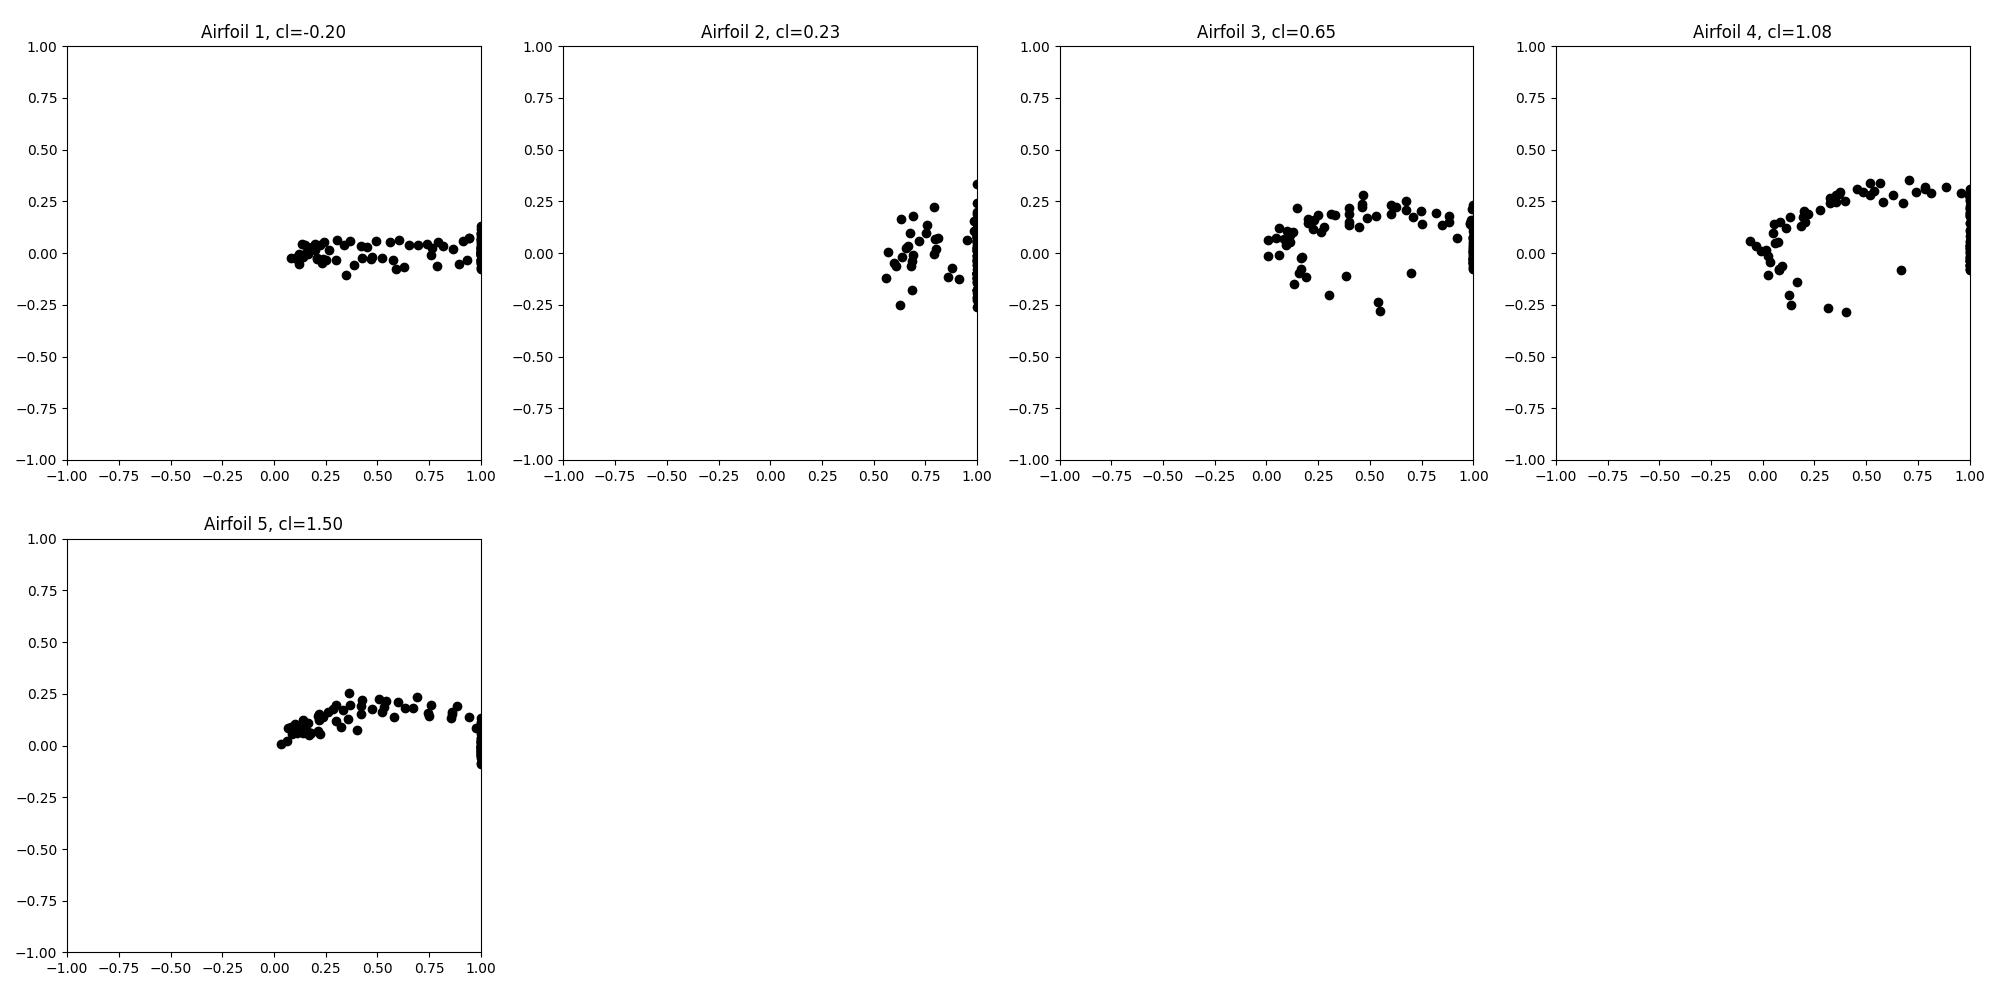 Airfoil 1, cl=-0.20
Airfoil 2, cl=0.23
Airfoil 3, cl=0.65
Airfoil 4, cl=1.08
1.00 1.00 1.00 1.00
0.75 0.75 0.75 0.75
0.50 0.50 0.50 0.50
0.25 0.25 0.25 0.25
0.00 0.00 0.00 0.00
−0.25 −0.25 −0.25 −0.25
−0.50 −0.50 −0.50 −0.50
−0.75 −0.75 −0.75 −0.75
−1.00 −1.00 −1.00 −1.00
−1.00 −0.75 −0.50 −0.25 0.00 0.25 0.50 0.75 1.00
−1.00 −0.75 −0.50 −0.25 0.00 0.25 0.50 0.75 1.00
−1.00 −0.75 −0.50 −0.25 0.00 0.25 0.50 0.75 1.00
−1.00 −0.75 −0.50 −0.25 0.00 0.25 0.50 0.75 1.00
Airfoil 5, cl=1.50
1.00
0.75
0.50
0.25
0.00
−0.25
−0.50
−0.75
−1.00
−1.00 −0.75 −0.50 −0.25 0.00 0.25 0.50 0.75 1.00